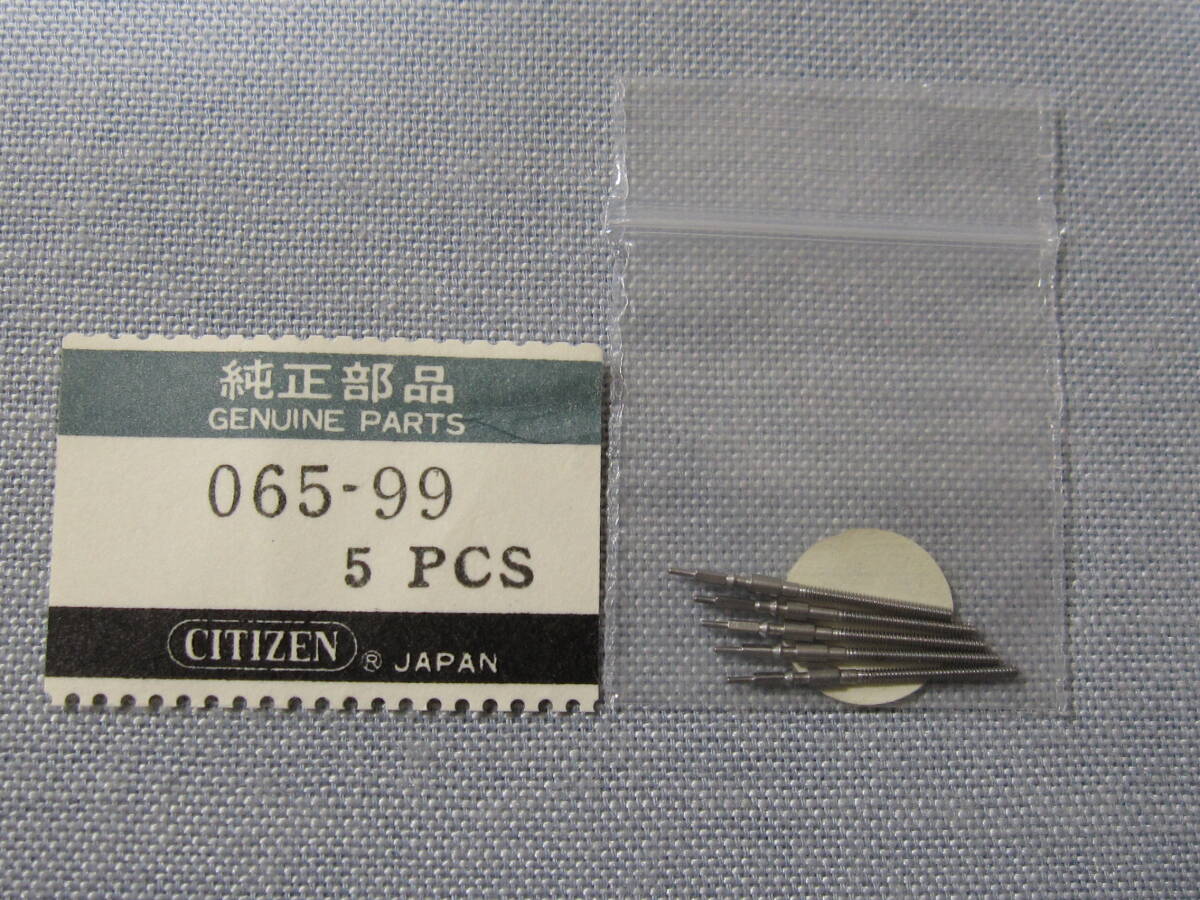 純正部品
GENUINE PARTS
065-99
5 PCS
CITIZEN ® JAPAN